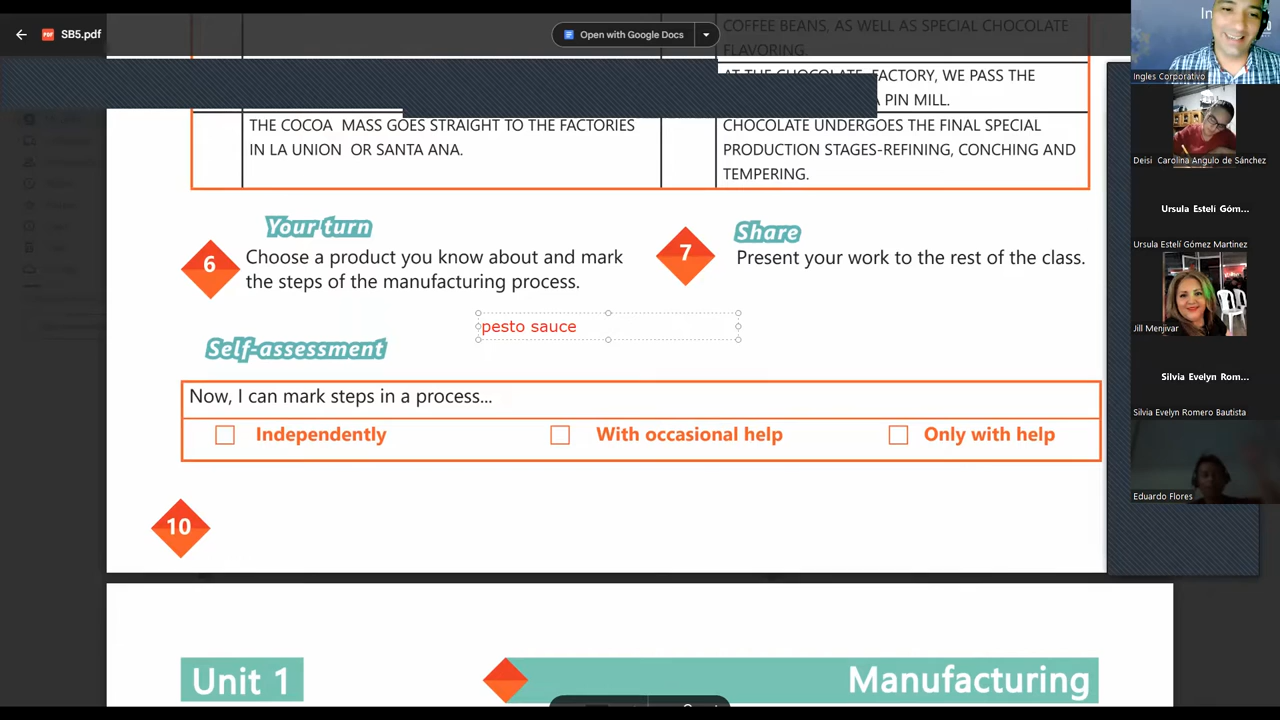 SB5.pdf
Open with Google Docs
COFFEE BEANS, AS WELL AS SPECIAL CHOCOLATE
FLAVORING.
AT THE CHOCOLATE FACTORY, WE PASS THE
PIN MILL.
THE COCOA MASS GOES STRAIGHT TO THE FACTORIES
IN LA UNION OR SANTA ANA.
CHOCOLATE UNDERGOES THE FINAL SPECIAL
PRODUCTION STAGES-REFINING, CONCHING AND
TEMPERING.
Your turn
6
Choose a product you know about and mark
the steps of the manufacturing process.
Share
7
Present your work to the rest of the class.
pesto sauce
Self-assessment
Now, I can mark steps in a process...
Independently
With occasional help
Only with help
10
Unit 1
Manufacturing
Ingles Corporativo
Deisi Carolina Angulo de Sánchez
Ursula Estelí Góm...
Ursula Estelí Gómez Martinez
Jill Menjivar
Silvia Evelyn Rom...
Silvia Evelyn Romero Bautista
Eduardo Flores